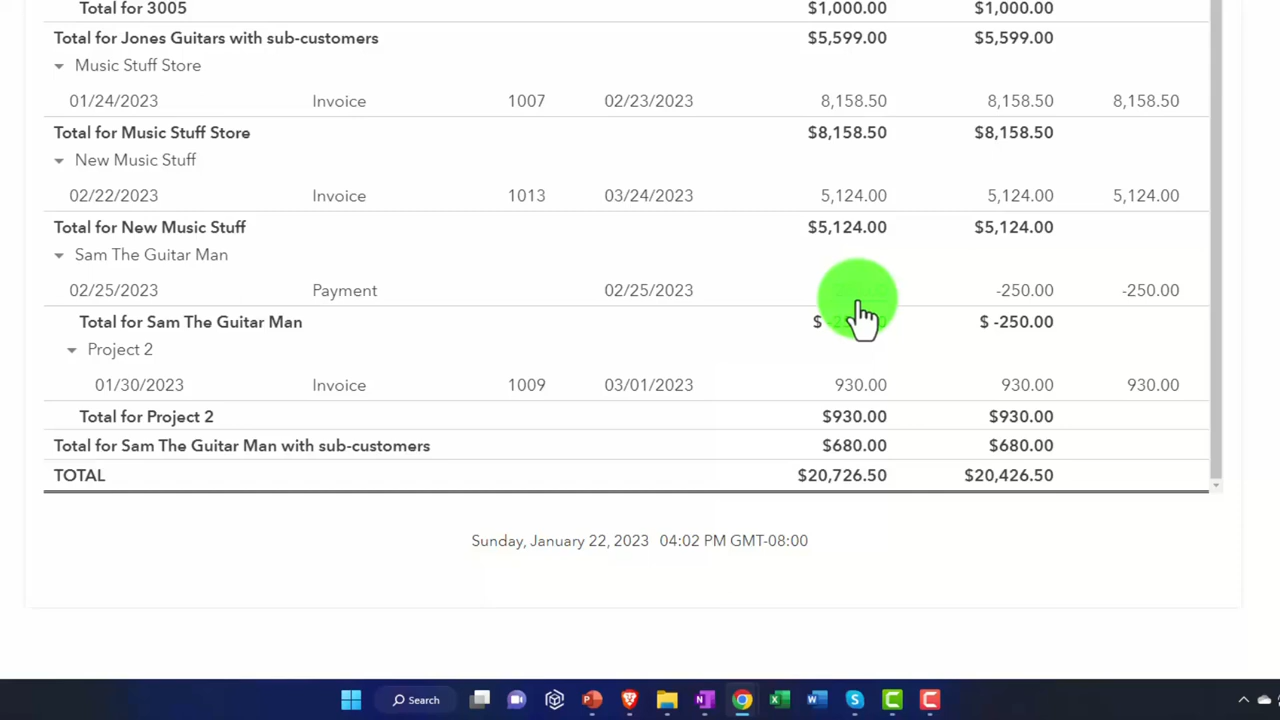 Total for 3005 $1,000.00 $1,000.00
Total for Jones Guitars with sub-customers $5,599.00 $5,599.00
Music Stuff Store
01/24/2023 Invoice 1007 02/23/2023 8,158.50 8,158.50 8,158.50
Total for Music Stuff Store $8,158.50 $8,158.50
New Music Stuff
02/22/2023 Invoice 1013 03/24/2023 5,124.00 5,124.00 5,124.00
Total for New Music Stuff $5,124.00 $5,124.00
Sam The Guitar Man
02/25/2023 Payment 02/25/2023 -250.00 -250.00
Total for Sam The Guitar Man $ $ -250.00
Project 2
01/30/2023 Invoice 1009 03/01/2023 930.00 930.00 930.00
Total for Project 2 $930.00 $930.00
Total for Sam The Guitar Man with sub-customers $680.00 $680.00
TOTAL $20,726.50 $20,426.50
Sunday, January 22, 2023 04:02 PM GMT-08:00
Search